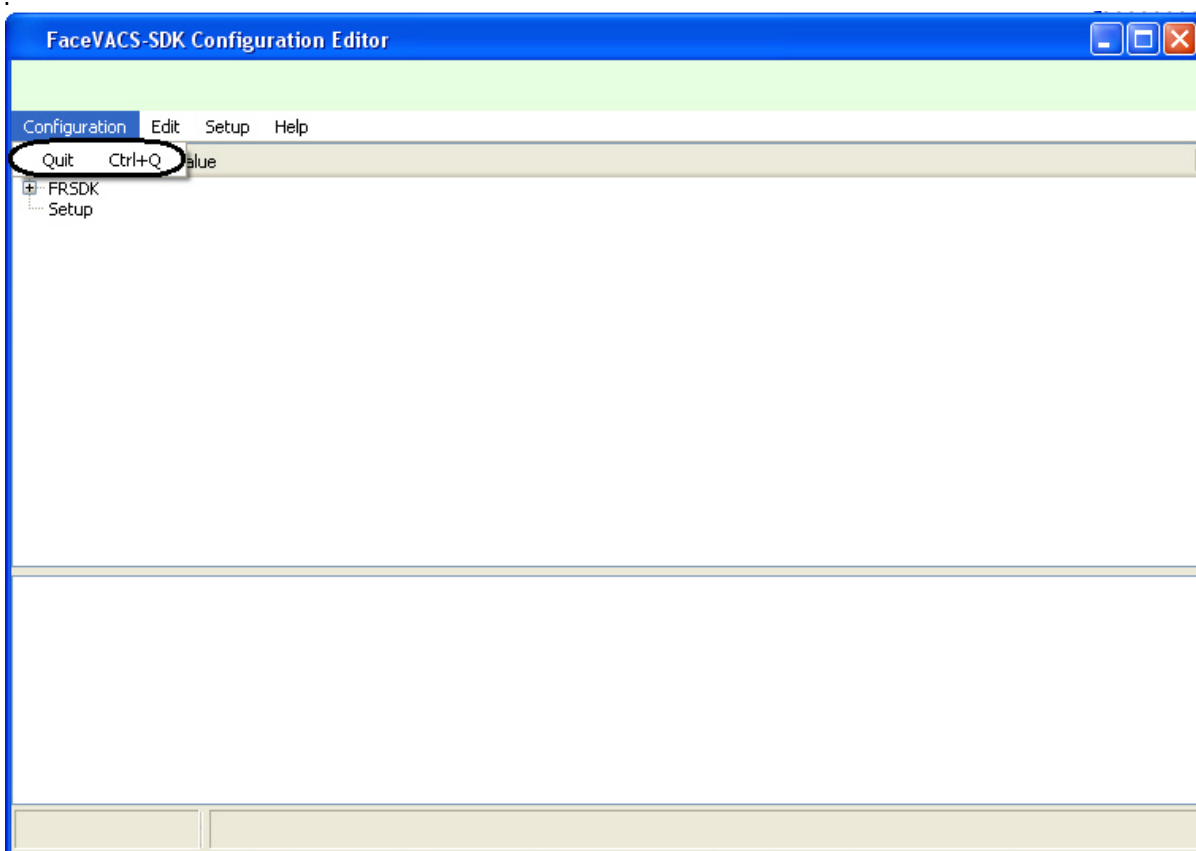 FaceVACS-SDK Configuration Editor
Configuration Edit Setup Help
Quit Ctrl+Q alue
FRSDK
Setup